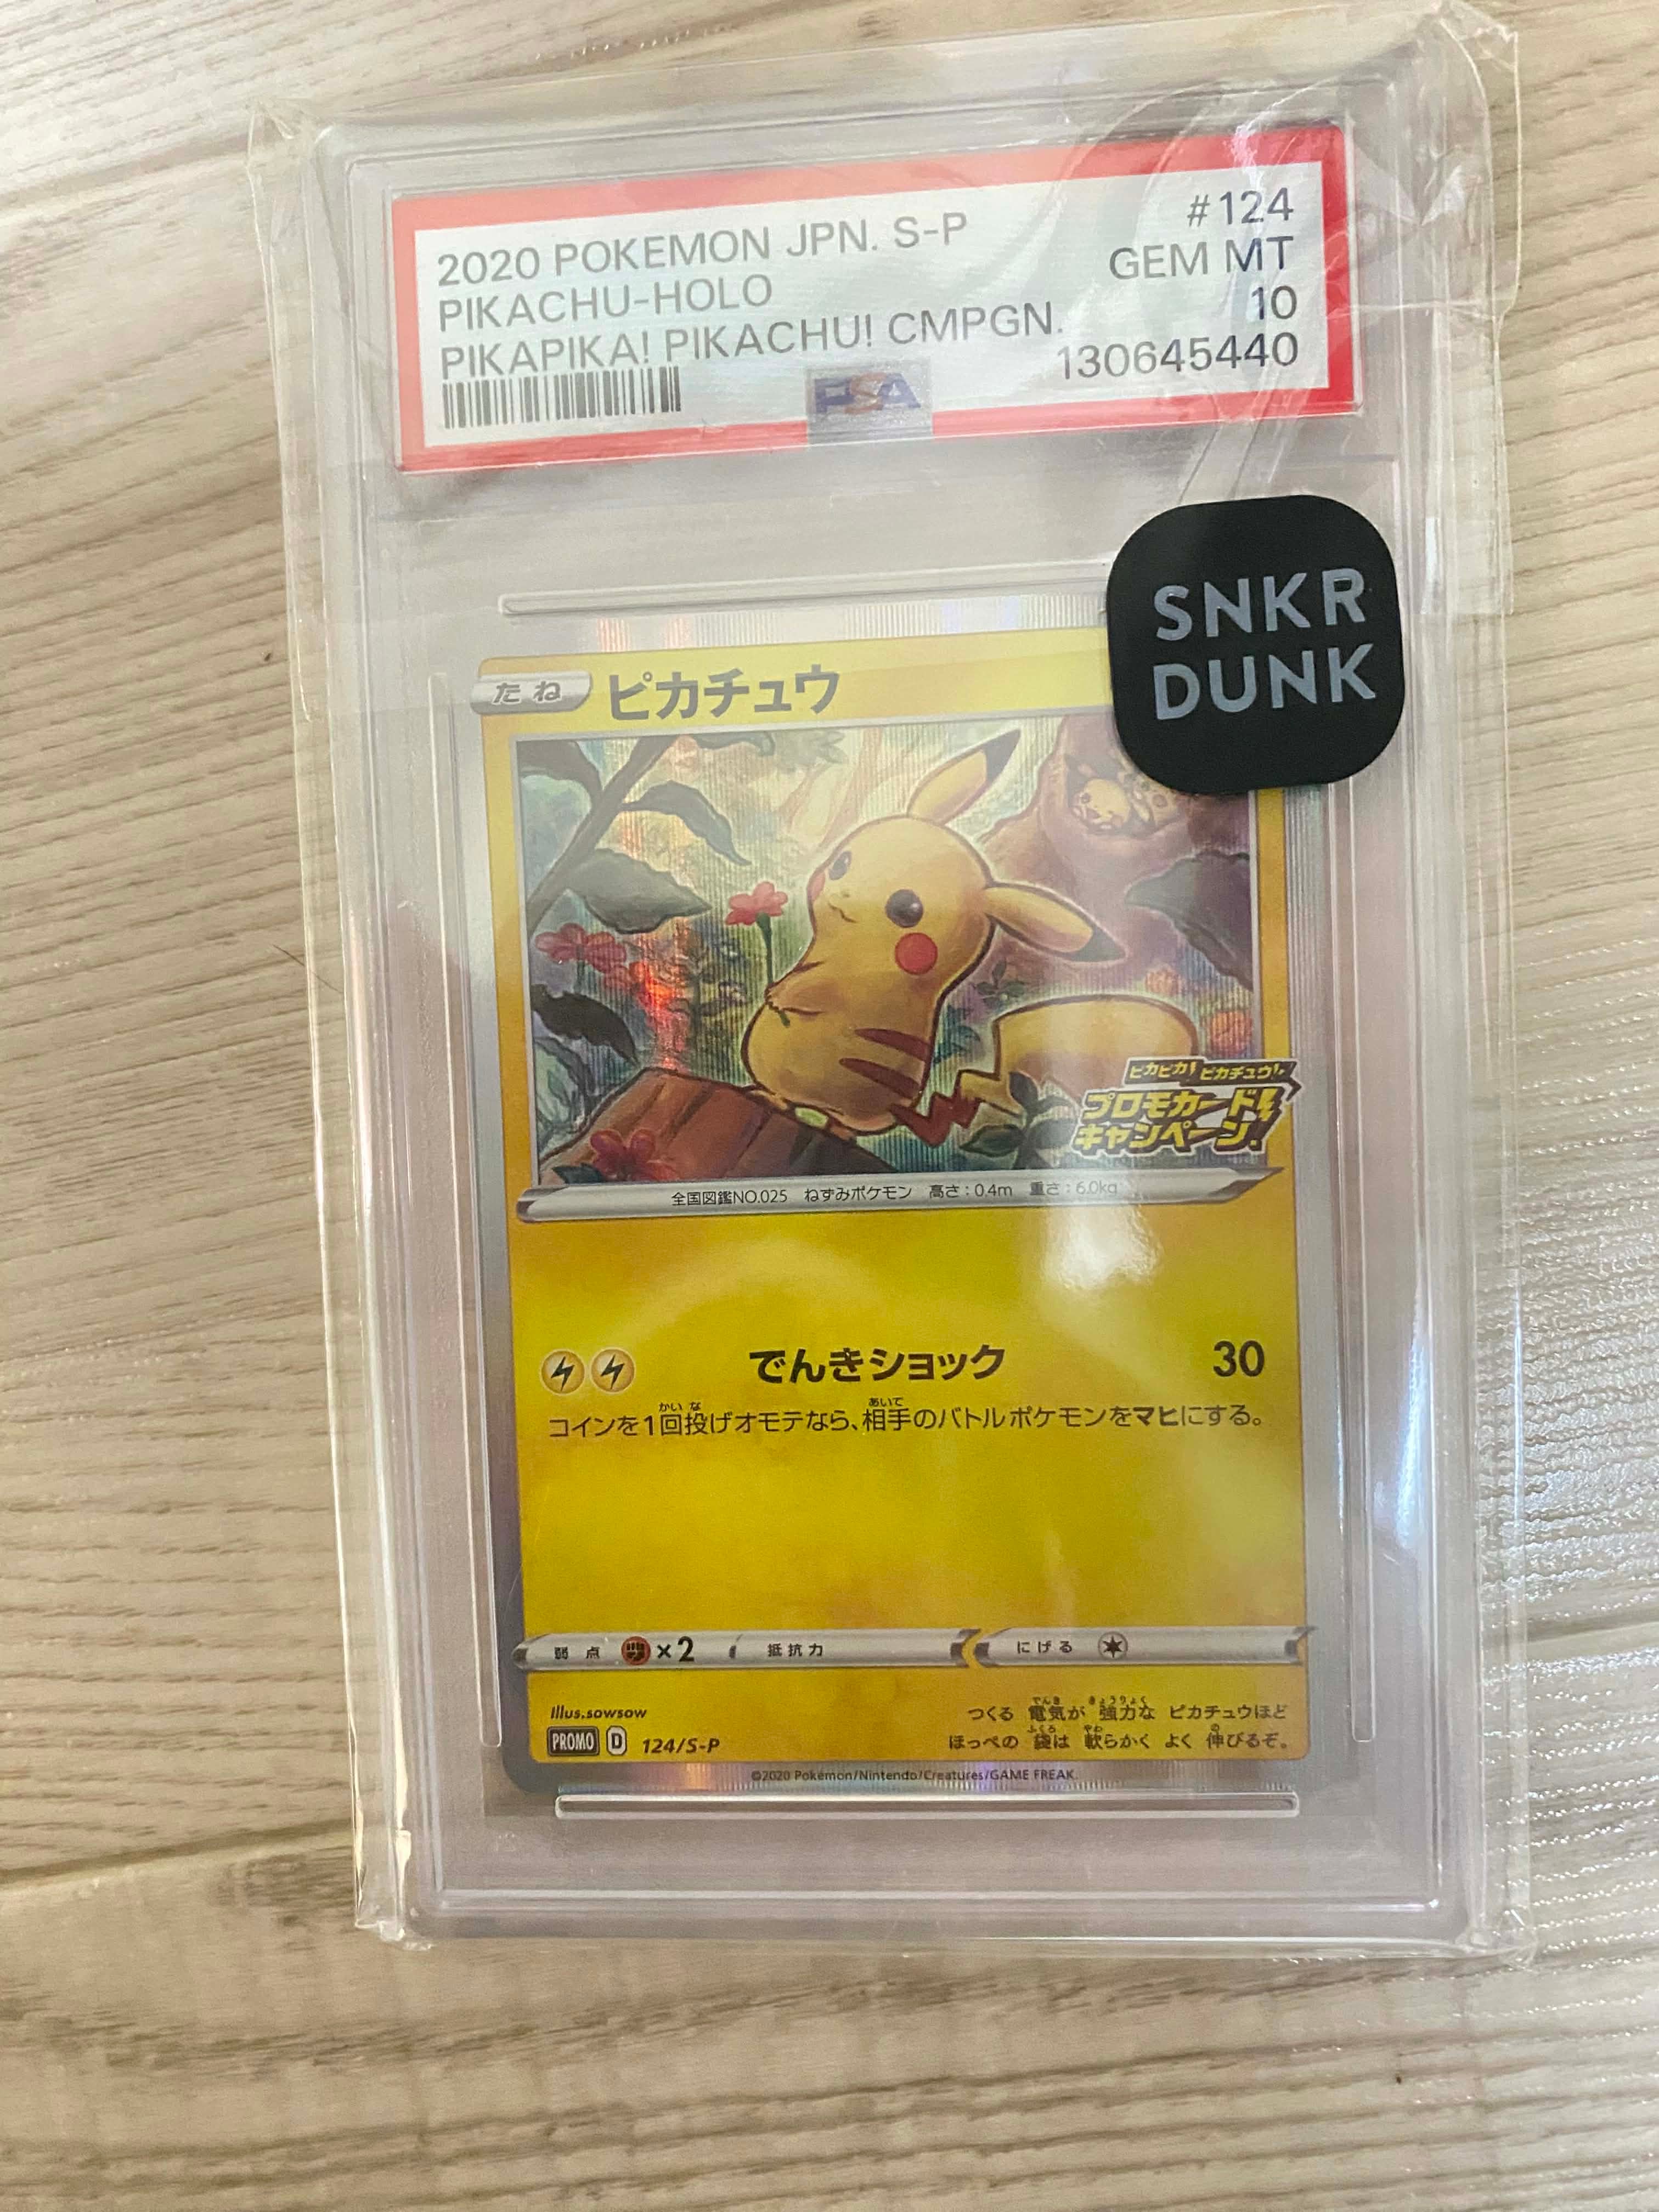 2020 POKEMON JPN. S-P
#124
PIKACHU-HOLO
GEM MT
PIKAPIKA! PIKACHU! CMPGN.
10
130645440
PSA
SNKR
DUNK
たね
ピカチュウ
ピカピカ!ピカチュウ!
プロモカード
キャンペーン!
全国図鑑NO.025 ねずみポケモン 高さ:0.4m 重さ:6.0kg
でんきショック 30
コインを1回投げオモテなら、相手のバトルポケモンをマヒにする。
弱点 ×2 抵抗力 にげる
Illus.sowsow
つくる 電気が 強力な ピカチュウほど
PROMO D 124/S-P
ほっぺの 袋は 軟らかく よく 伸びるぞ。
©2020 Pokémon/Nintendo/Creatures/GAME FREAK.